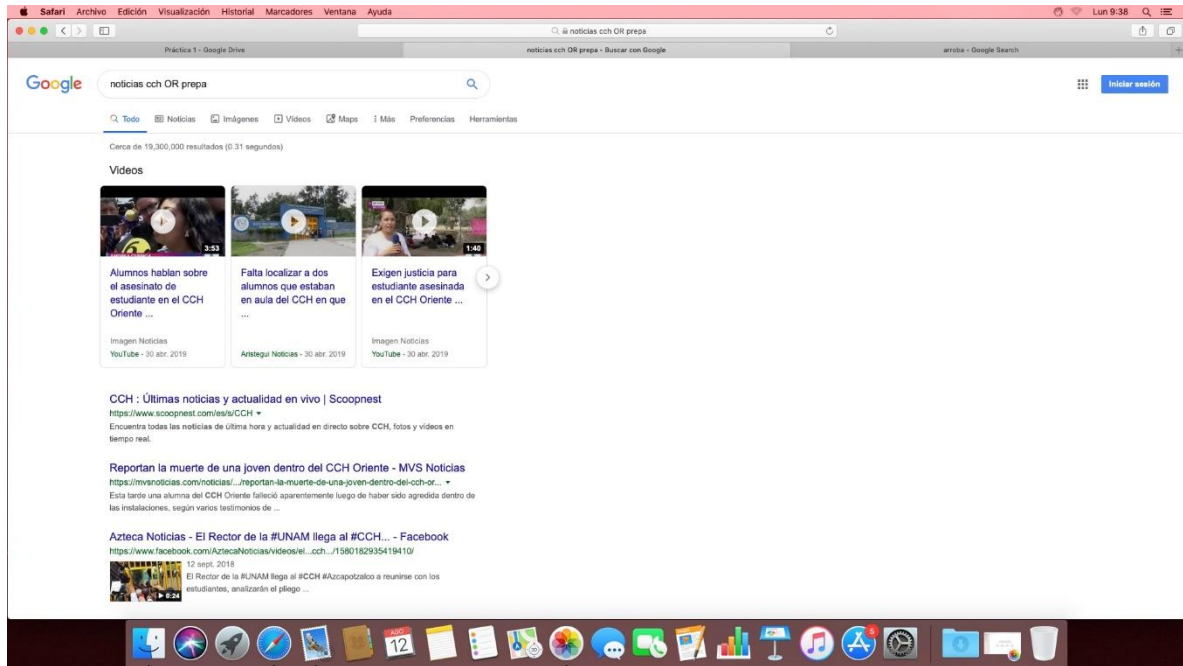 Safari Archivo Edición Visualización Historial Marcadores Ventana Ayuda
Lun 9:38
noticias cch OR prepa
Práctica 1 - Google Drive
noticias cch OR prepa - Buscar con Google
arroba - Google Search
Google
noticias cch OR prepa
Iniciar sesión
Todo Noticias Imágenes Vídeos Maps Más Preferencias Herramientas
Cerca de 19,300,000 resultados (0.31 segundos)
Videos
3:53
1:40
Alumnos hablan sobre
el asesinato de
estudiante en el CCH
Oriente ...
Imagen Noticias
YouTube - 30 abr. 2019
Falta localizar a dos
alumnos que estaban
en aula del CCH en que
...
Aristegui Noticias - 30 abr. 2019
Exigen justicia para
estudiante asesinada
en el CCH Oriente ...
Imagen Noticias
YouTube - 30 abr. 2019
CCH : Últimas noticias y actualidad en vivo | Scoopnest
https://www.scoopnest.com/es/s/CCH
Encuentra todas las noticias de última hora y actualidad en directo sobre CCH, fotos y vídeos en
tiempo real.
Reportan la muerte de una joven dentro del CCH Oriente - MVS Noticias
https://mvsnoticias.com/noticias/.../reportan-la-muerte-de-una-joven-dentro-del-cch-or...
Esta tarde una alumna del CCH Oriente falleció aparentemente luego de haber sido agredida dentro de
las instalaciones, según varios testimonios de ...
Azteca Noticias - El Rector de la #UNAM llega al #CCH... - Facebook
https://www.facebook.com/AztecaNoticias/videos/el...cch.../1580182935419410/
0:24
12 sept. 2018
El Rector de la #UNAM llega al #CCH #Azcapotzalco a reunirse con los
estudiantes, analizarán el pliego ...
AGO
12
5